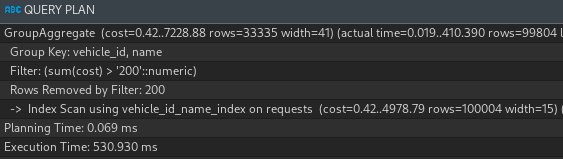 ABC QUERY PLAN
GroupAggregate (cost=0.42..7228.88 rows=33335 width=41) (actual time=0.019..410.390 rows=99804 l
Group Key: vehicle_id, name
Filter: (sum(cost) > '200'::numeric)
Rows Removed by Filter: 200
-> Index Scan using vehicle_id_name_index on requests (cost=0.42..4978.79 rows=100004 width=15) (
Planning Time: 0.069 ms
Execution Time: 530.930 ms